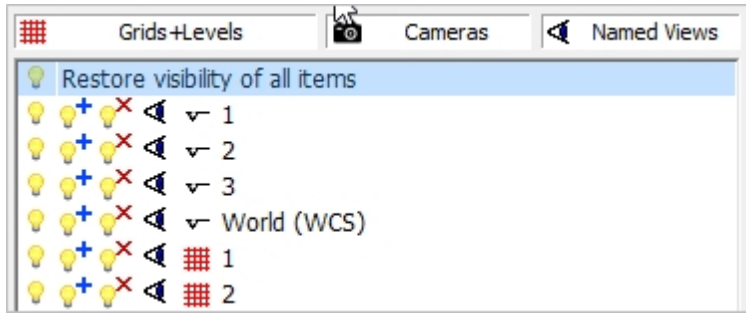 Grids+Levels Cameras Named Views
Restore visibility of all items
1
2
3
World (WCS)
1
2